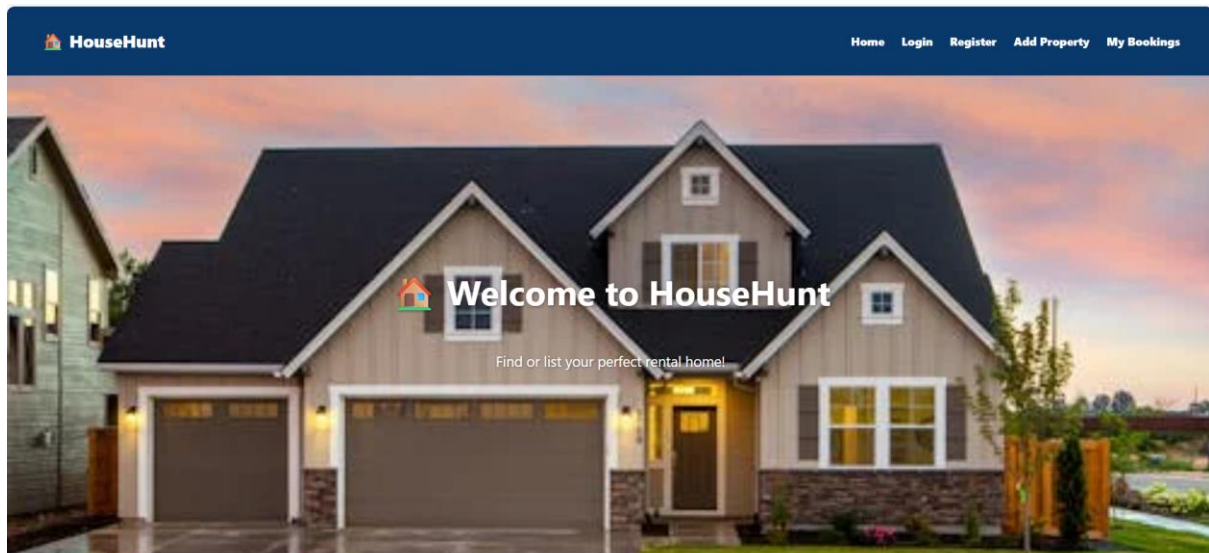 HouseHunt
Home Login Register Add Property My Bookings
Welcome to HouseHunt
Find or list your perfect rental home!